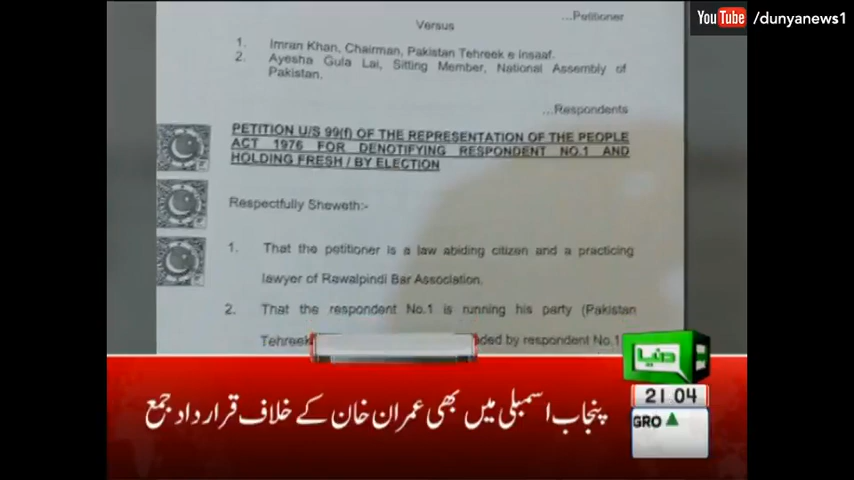 YouTube /dunyanews1
...Petitioner
Versus
1. Imran Khan, Chairman, Pakistan Tehreek e insaaf.
2. Ayesha Gula Lai, Sitting Member, National Assembly of
Pakistan.
...Respondents
PETITION U/S 99(f) OF THE REPRESENTATION OF THE PEOPLE
ACT 1976 FOR DENOTIFYING RESPONDENT NO.1 AND
HOLDING FRESH / BY ELECTION
Respectfully Sheweth:-
1. That the petitioner is a law abiding citizen and a practicing
lawyer of Rawalpindi Bar Association.
2. That the respondent No.1 is running his party (Pakistan
Tehreek by respondent No.1
دنیا
21 04
GRO
پنجاب اسمبلی میں بھی عمران خان کے خلاف قرارداد جمع